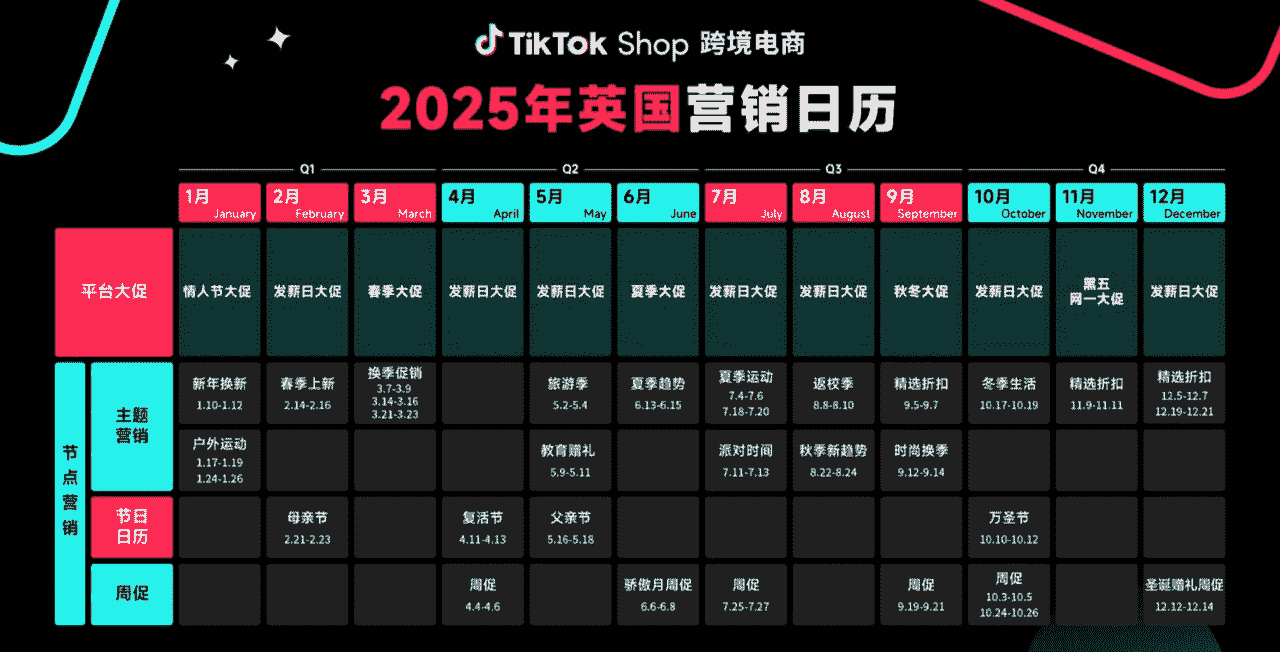 TikTok Shop 跨境电商
2025年英国营销日历
Q1 Q2 Q3 Q4
1月 2月 3月 4月 5月 6月 7月 8月 9月 10月 11月 12月
January February March April May June July August September October November December
平台大促
情人节大促 发薪日大促 春季大促 发薪日大促 发薪日大促 夏季大促 发薪日大促 发薪日大促 秋冬大促 发薪日大促 黑五 发薪日大促
网一大促
节点营销
主题
营销
新年换新 春季上新 换季促销 旅游季 夏季趋势 夏季运动 返校季 精选折扣 冬季生活 精选折扣 精选折扣
1.10-1.12 2.14-2.16 3.7-3.9 5.2-5.4 6.13-6.15 7.4-7.6 8.8-8.10 9.5-9.7 10.17-10.19 11.9-11.11 12.5-12.7
3.14-3.16 7.18-7.20 12.19-12.21
3.21-3.23
户外运动 教育赠礼 派对时间 秋季新趋势 时尚换季
1.17-1.19 5.9-5.11 7.11-7.13 8.22-8.24 9.12-9.14
1.24-1.26
节日
日历
母亲节 复活节 父亲节 万圣节
2.21-2.23 4.11-4.13 5.16-5.18 10.10-10.12
周促
周促 骄傲月周促 周促 周促 周促 圣诞赠礼周促
4.4-4.6 6.6-6.8 7.25-7.27 9.19-9.21 10.3-10.5 12.12-12.14
10.24-10.26